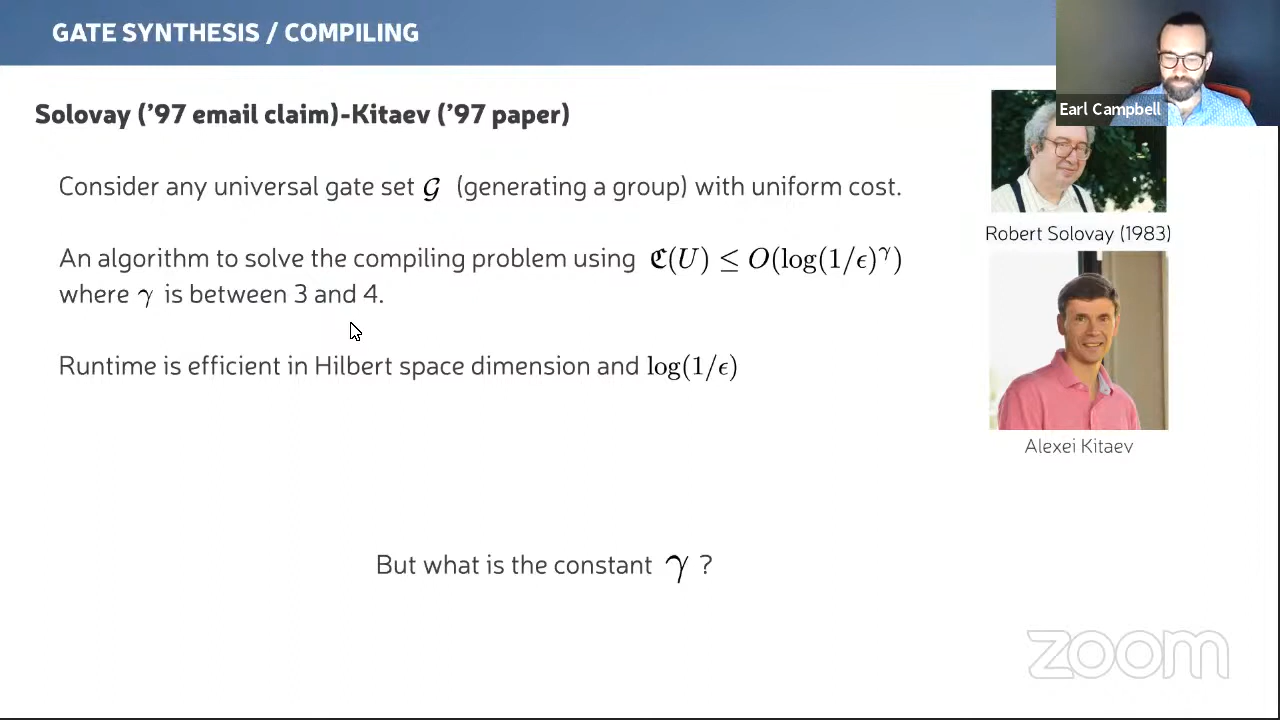 GATE SYNTHESIS / COMPILING
Earl Campbell
Solovay ('97 email claim)-Kitaev ('97 paper)
Consider any universal gate set 𝒢 (generating a group) with uniform cost.
Robert Solovay (1983)
An algorithm to solve the compiling problem using ℭ(U) ≤ O(log(1/ϵ)^γ)
where γ is between 3 and 4.
Runtime is efficient in Hilbert space dimension and log(1/ϵ)
Alexei Kitaev
But what is the constant γ ?
zoom